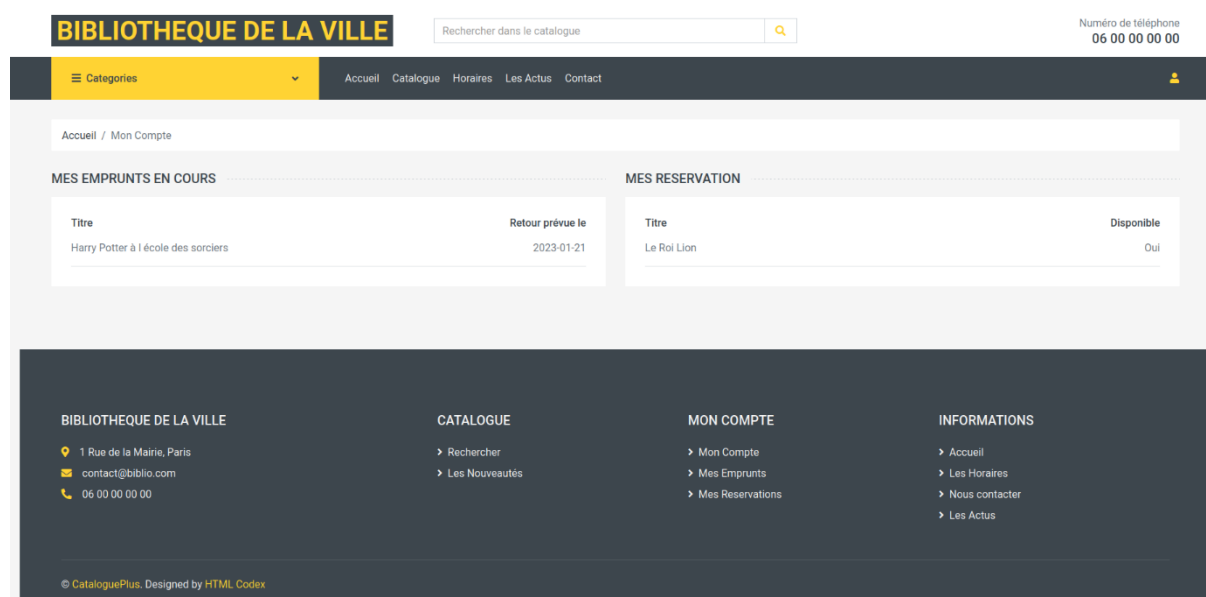 BIBLIOTHEQUE DE LA VILLE
Rechercher dans le catalogue
Numéro de téléphone
06 00 00 00 00
Categories
Accueil Catalogue Horaires Les Actus Contact
Accueil / Mon Compte
MES EMPRUNTS EN COURS
Titre Retour prévue le
Harry Potter à l école des sorciers 2023-01-21
MES RESERVATION
Titre Disponible
Le Roi Lion Oui
BIBLIOTHEQUE DE LA VILLE
1 Rue de la Mairie, Paris
contact@biblio.com
06 00 00 00 00
CATALOGUE
Rechercher
Les Nouveautés
MON COMPTE
Mon Compte
Mes Emprunts
Mes Reservations
INFORMATIONS
Accueil
Les Horaires
Nous contacter
Les Actus
© CataloguePlus. Designed by HTML Codex